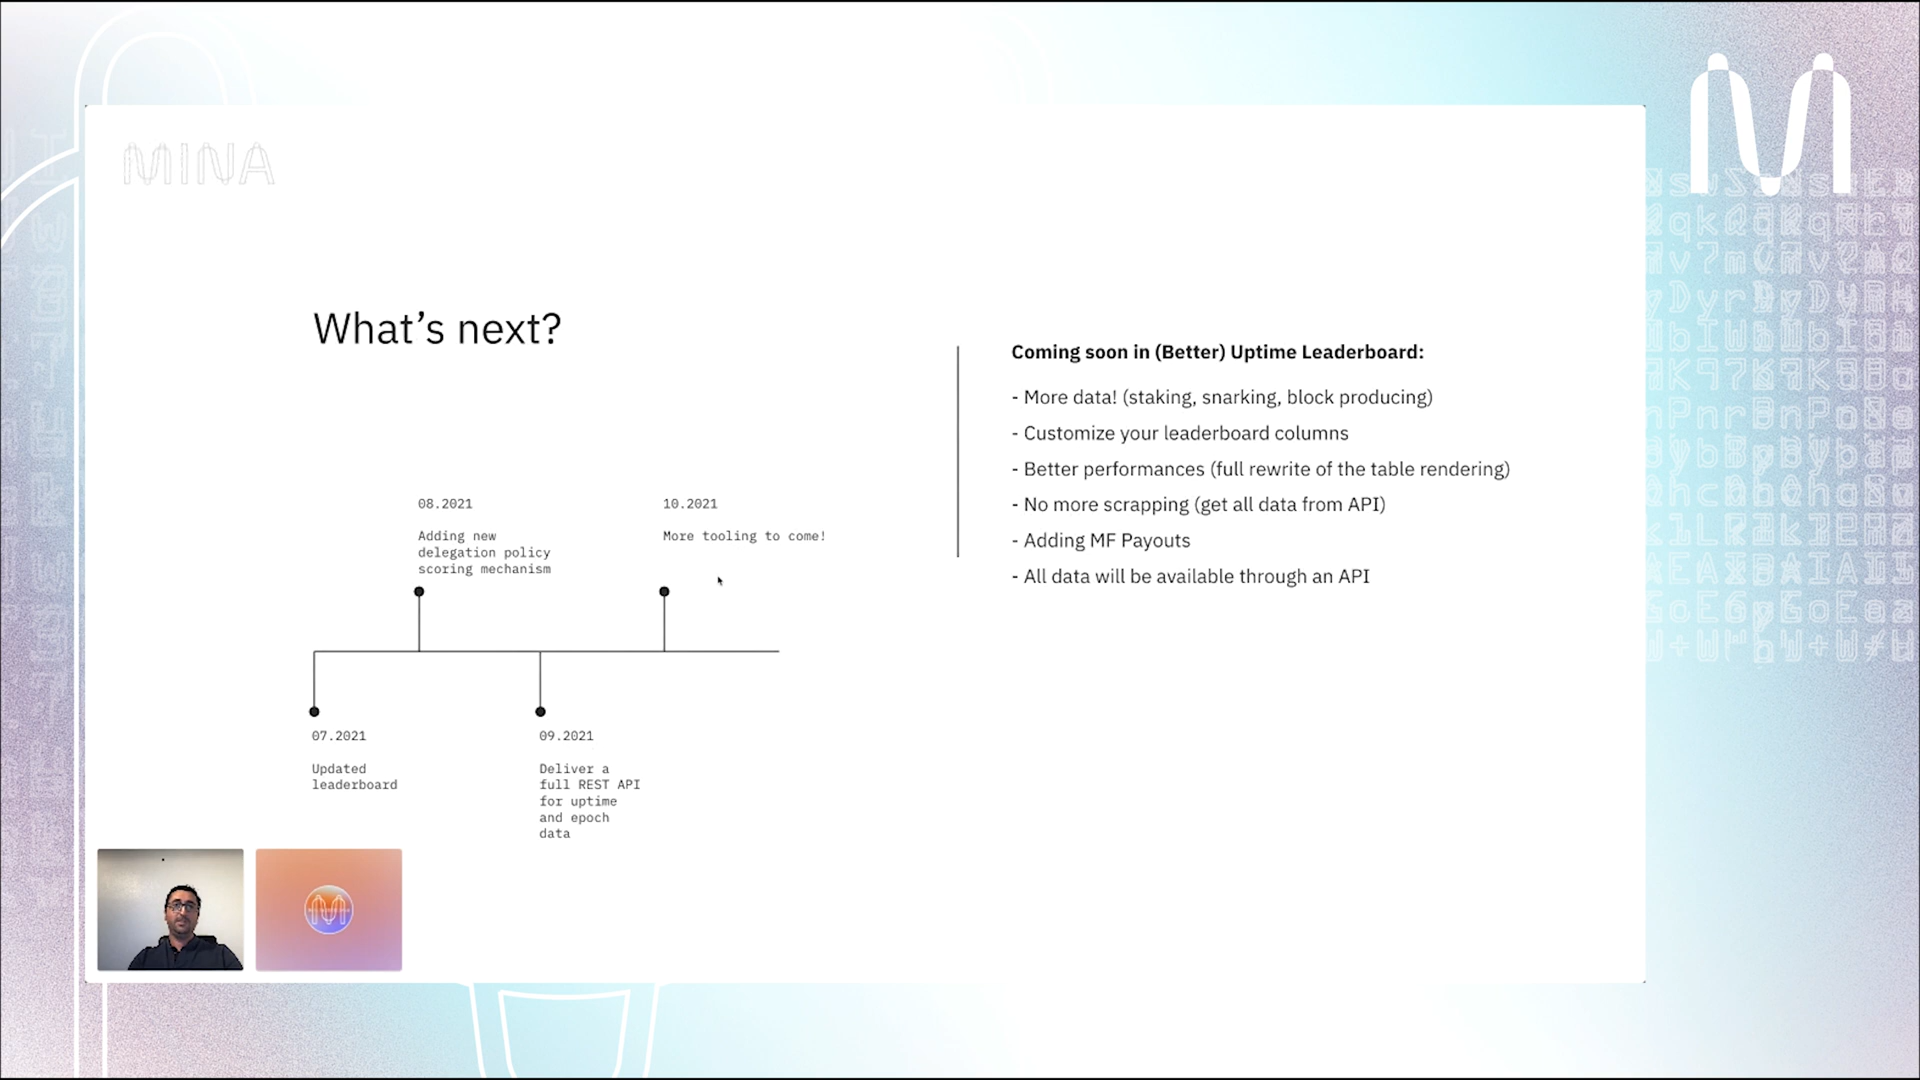 MINA
What's next?
08.2021
Adding new
delegation policy
scoring mechanism
10.2021
More tooling to come!
07.2021
Updated
leaderboard
09.2021
Deliver a
full REST API
for uptime
and epoch
data
Coming soon in (Better) Uptime Leaderboard:
- More data! (staking, snarking, block producing)
- Customize your leaderboard columns
- Better performances (full rewrite of the table rendering)
- No more scrapping (get all data from API)
- Adding MF Payouts
- All data will be available through an API